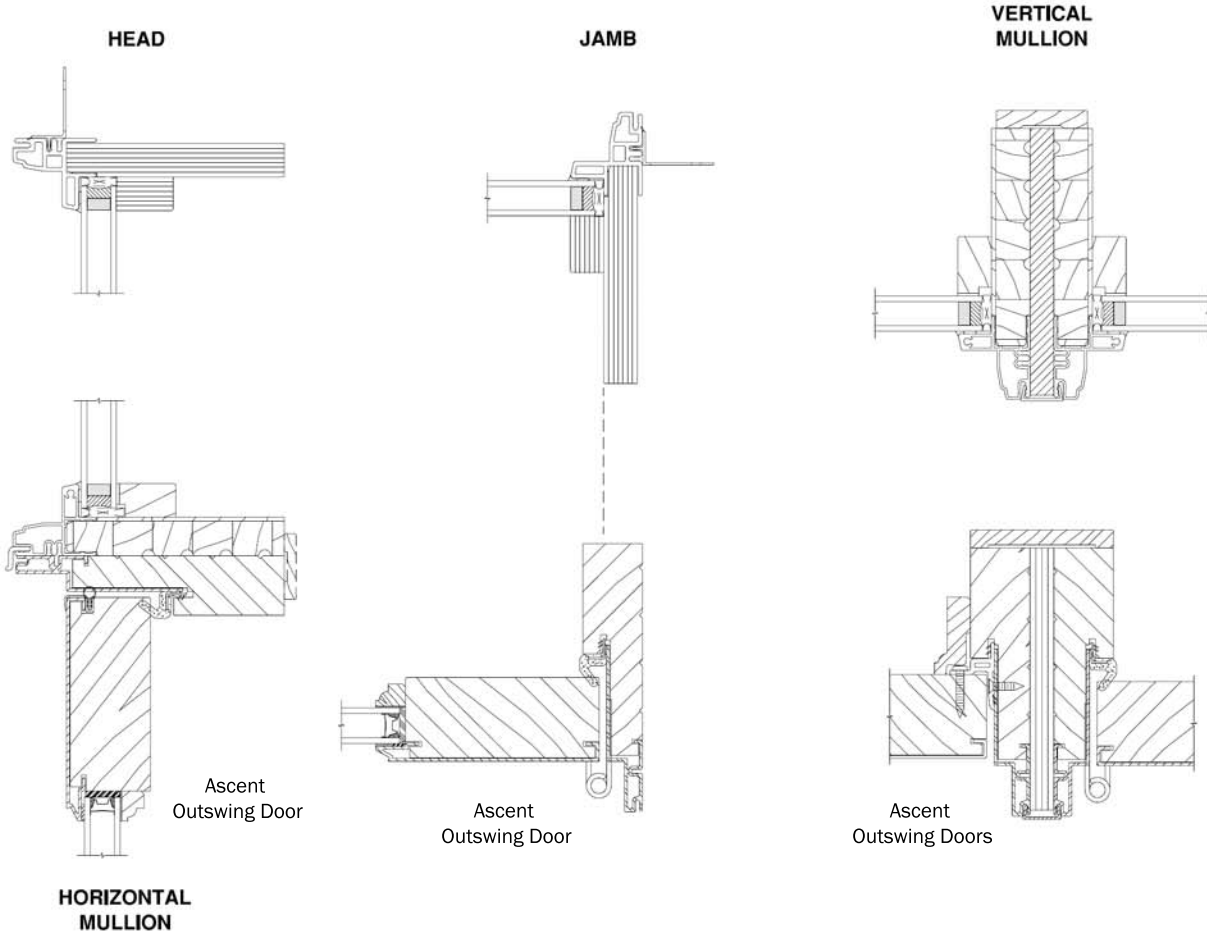 HEAD
JAMB
VERTICAL
MULLION
Ascent
Outswing Door
Ascent
Outswing Door
Ascent
Outswing Doors
HORIZONTAL
MULLION